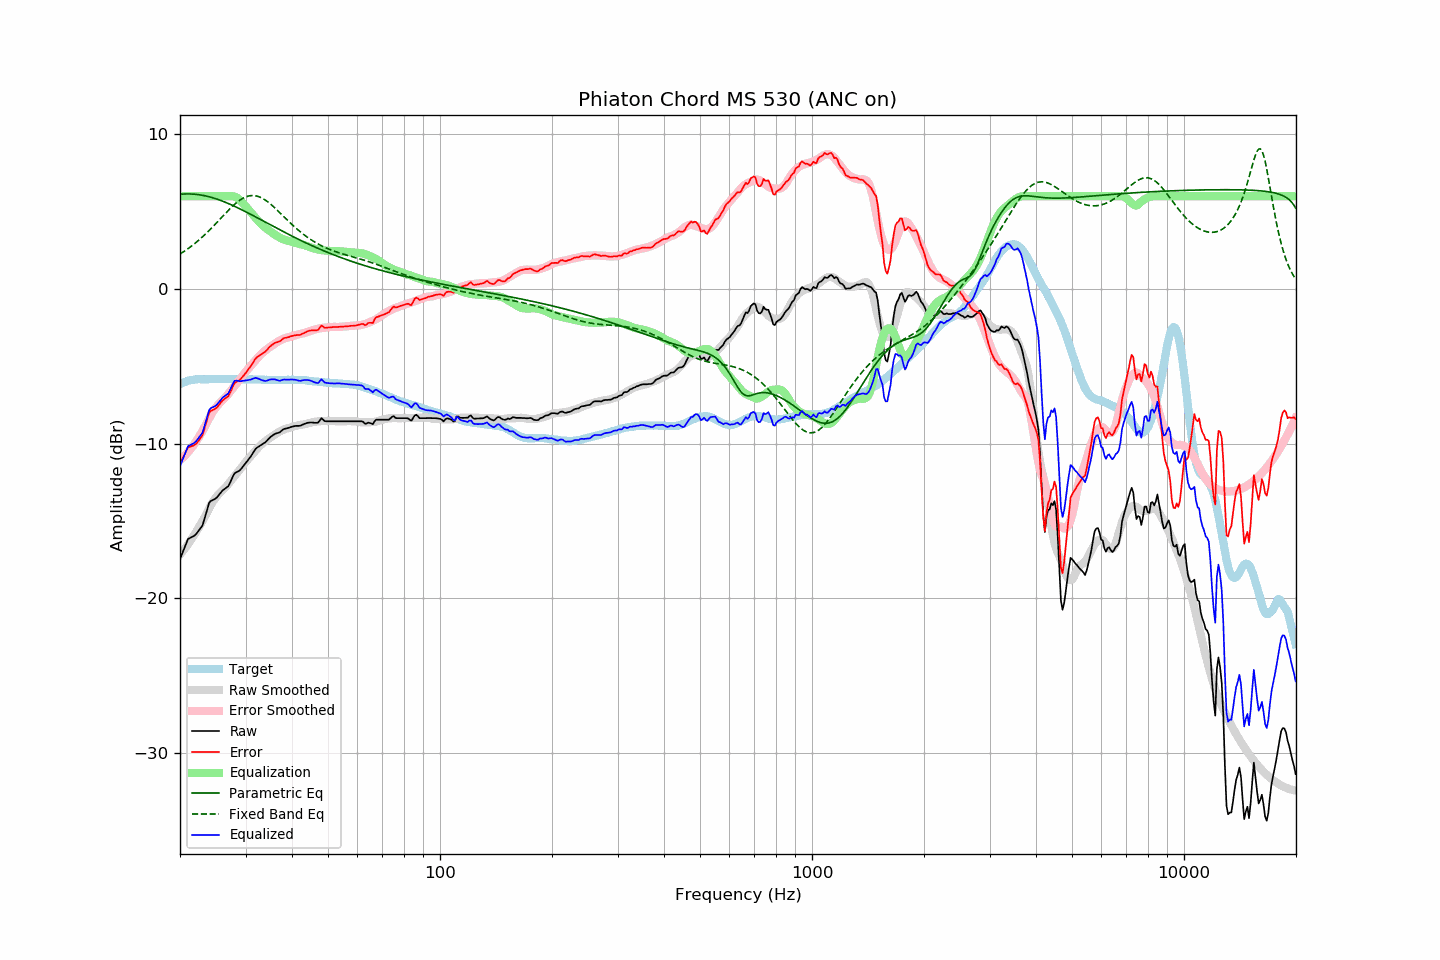 Phiaton Chord MS 530 (ANC on)
Amplitude (dBr)
10
0
−10
−20
−30
Target
Raw Smoothed
Error Smoothed
Raw
Error
Equalization
Parametric Eq
Fixed Band Eq
Equalized
100
1000
10000
Frequency (Hz)